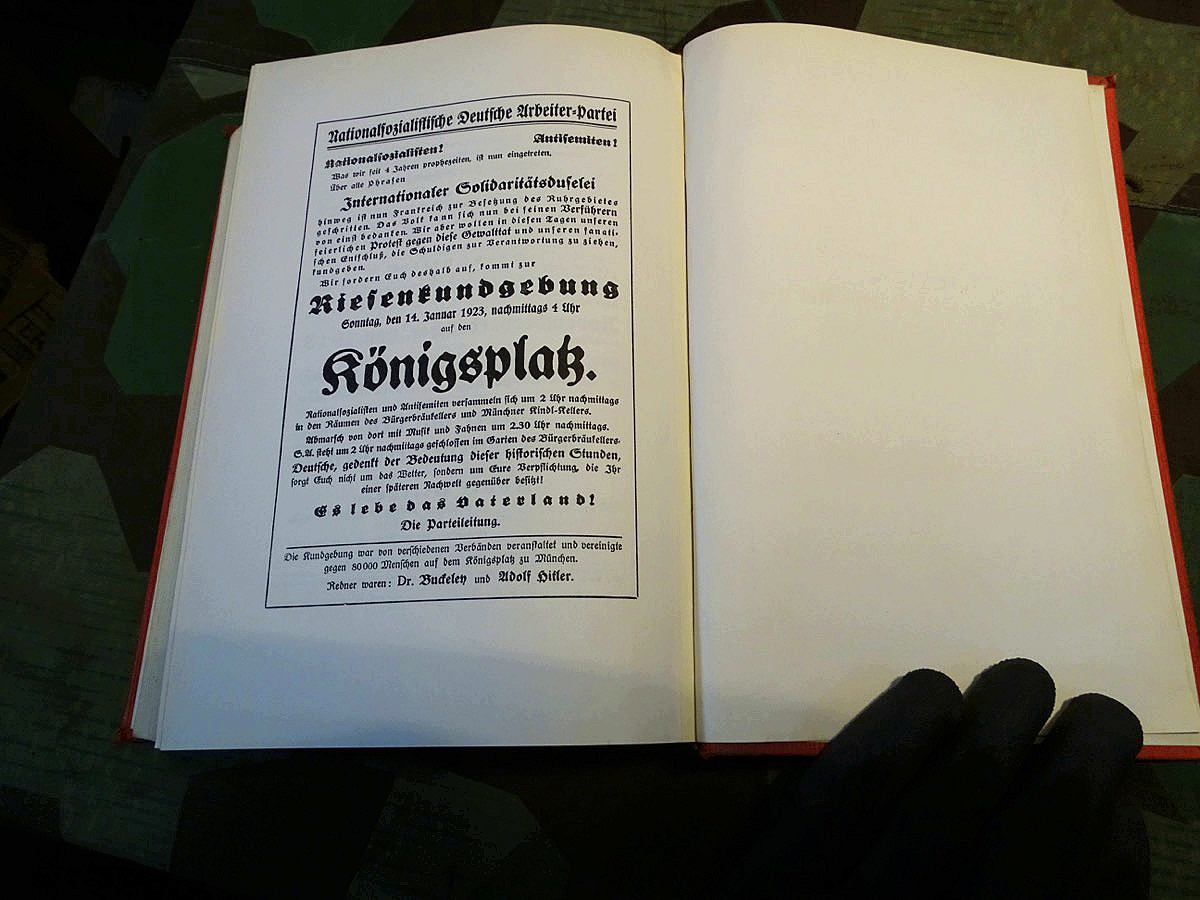 Nationalsozialistische Deutsche Arbeiter-Partei
Nationalsozialisten! Antisemiten!
Was wir seit 4 Jahren prophezeiten, ist nun eingetreten.
Über alle Phrasen
Internationaler Solidaritätsduselei
hinweg ist nun Frankreich zur Besetzung des Ruhrgebietes
geschritten. Das Volk kann sich nun bei seinen Verführern
von einst bedanken. Wir aber wollen in diesen Tagen unseren
feierlichen Protest gegen diese Gewalttat und unseren fanati-
schen Entschluß, die Schuldigen zur Verantwortung zu ziehen,
kundgeben.
Wir fordern Euch deshalb auf, kommt zur
Riesenkundgebung
Sonntag, den 14. Januar 1923, nachmittags 4 Uhr
auf den
Königsplatz.
Nationalsozialisten und Antisemiten versammeln sich um 2 Uhr nachmittags
in den Räumen des Bürgerbräukellers und Münchner Kindl-Kellers.
Abmarsch von dort mit Musik und Fahnen um 2.30 Uhr nachmittags.
S.A. steht um 2 Uhr nachmittags geschlossen im Garten des Bürgerbräukellers.
Deutsche, gedenkt der Bedeutung dieser historischen Stunden,
sorgt Euch nicht um das Wetter, sondern um Eure Verpflichtung, die Ihr
einer späteren Nachwelt gegenüber besitzt!
Es lebe das Vaterland!
Die Parteileitung.
Die Kundgebung war von verschiedenen Verbänden veranstaltet und vereinigte
gegen 80000 Menschen auf dem Königsplatz zu München.
Redner waren: Dr. Buckeley und Adolf Hitler.